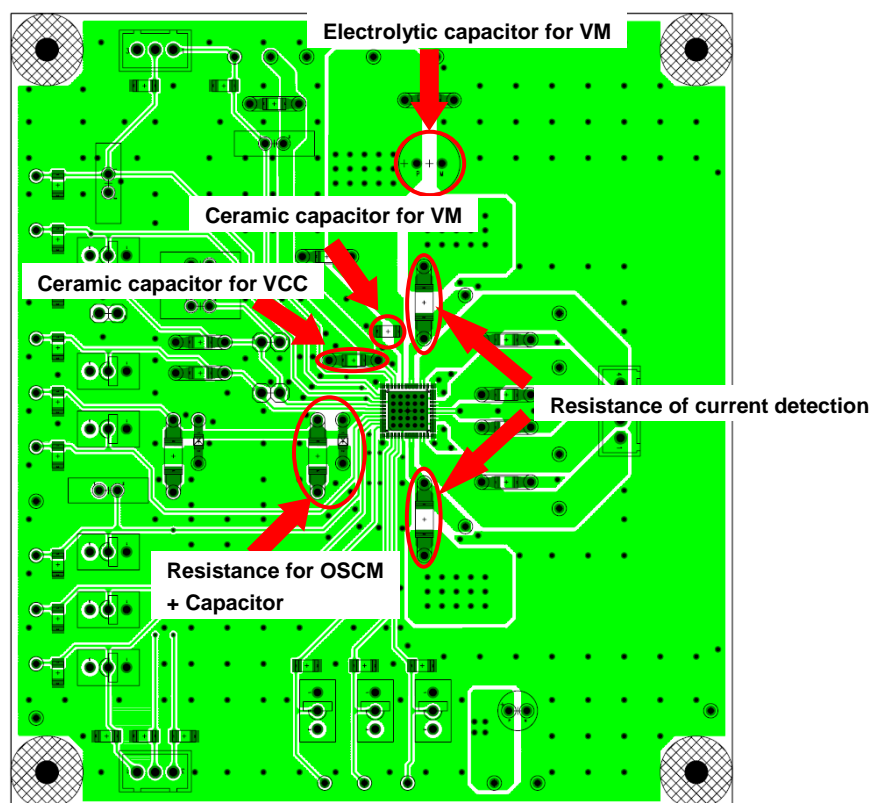 Electrolytic capacitor for VM
Ceramic capacitor for VM
Ceramic capacitor for VCC
Resistance of current detection
Resistance for OSCM
+ Capacitor